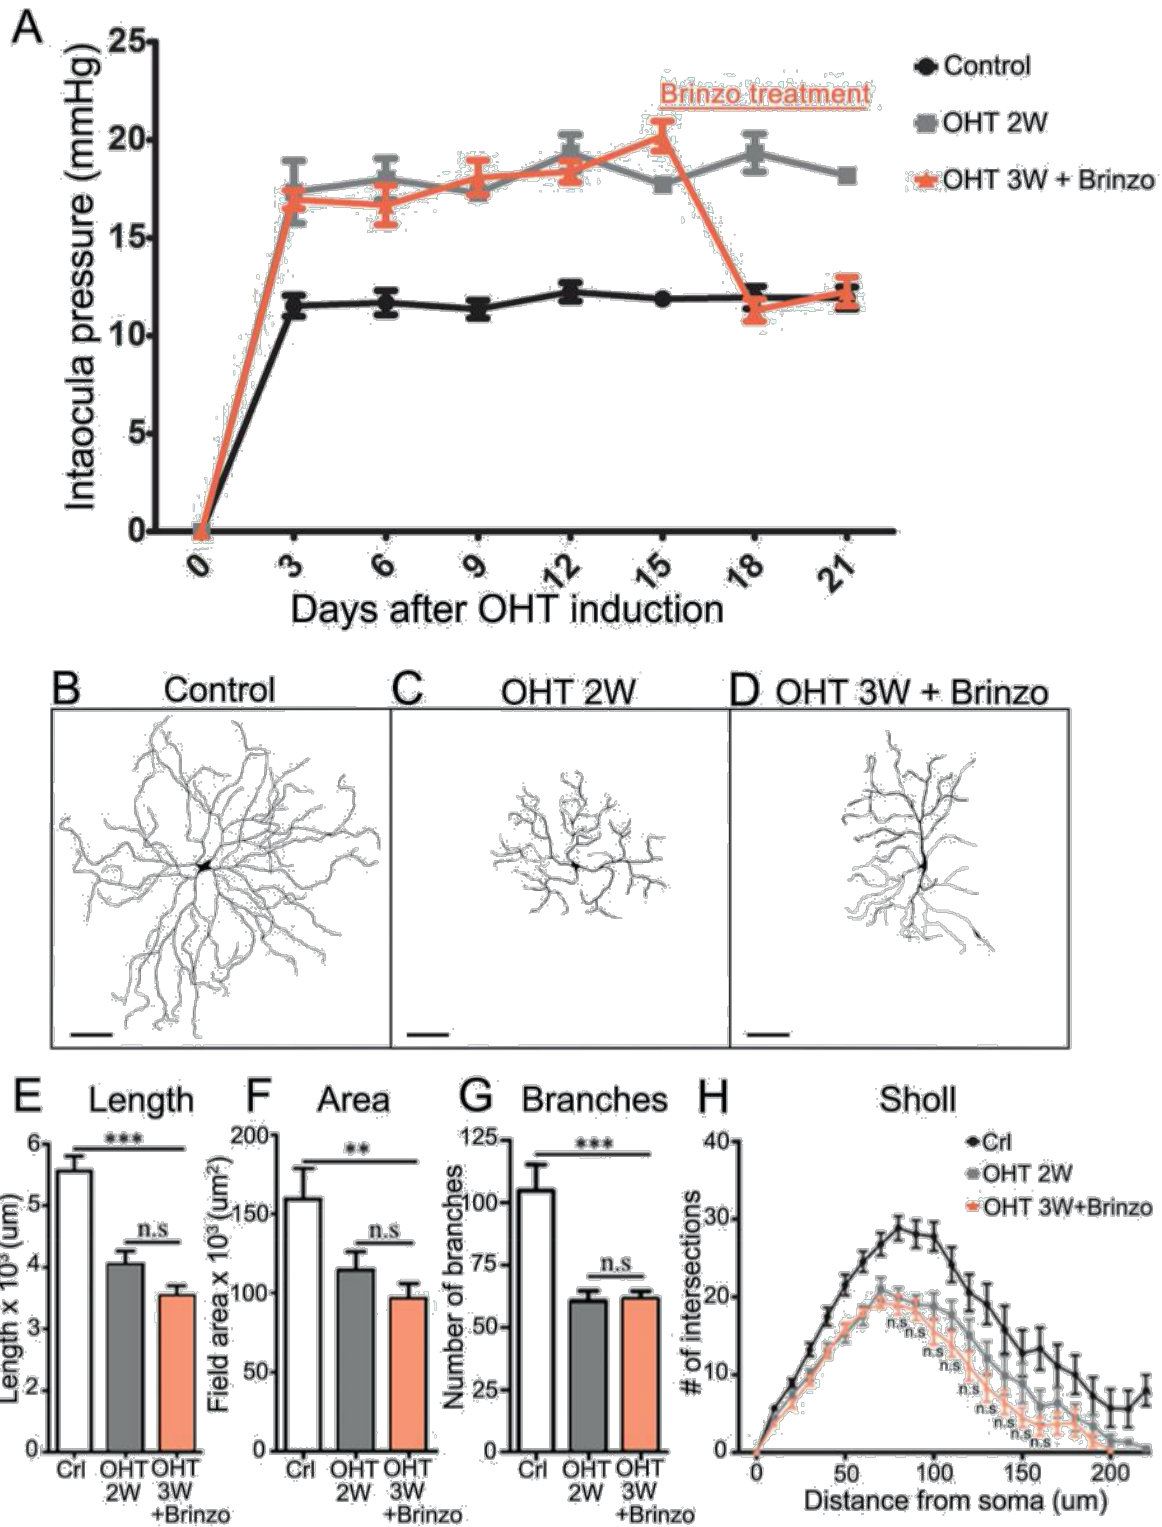 A
Intaocula pressure (mmHg)
25
20
15
10
5
0
Brinzo treatment
Control
OHT 2W
OHT 3W + Brinzo
0 3 6 9 12 15 18 21
Days after OHT induction
B Control
C OHT 2W
D OHT 3W + Brinzo
E Length
Length x 10³ (um)
6
5
4
3
2
0
***
n.s
Crl
OHT 2W
OHT 3W +Brinzo
F Area
Field area x 10³ (um²)
200
150
100
50
0
**
n.s
Crl
OHT 2W
OHT 3W +Brinzo
G Branches
Number of branches
125
100
75
50
25
0
***
n.s
Crl
OHT 2W
OHT 3W +Brinzo
H Sholl
# of intersections
40
30
20
10
0
Crl
OHT 2W
OHT 3W+Brinzo
n.s
n.s
n.s
n.s
n.s
n.s
n.s
n.s
n.s
0 50 100 150 200
Distance from soma (um)